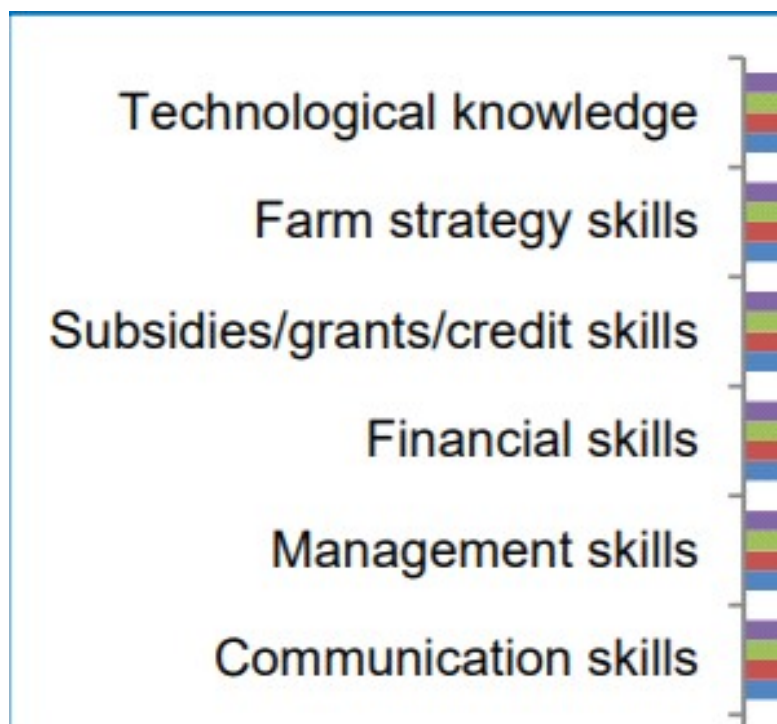 Technological knowledge
Farm strategy skills
Subsidies/grants/credit skills
Financial skills
Management skills
Communication skills